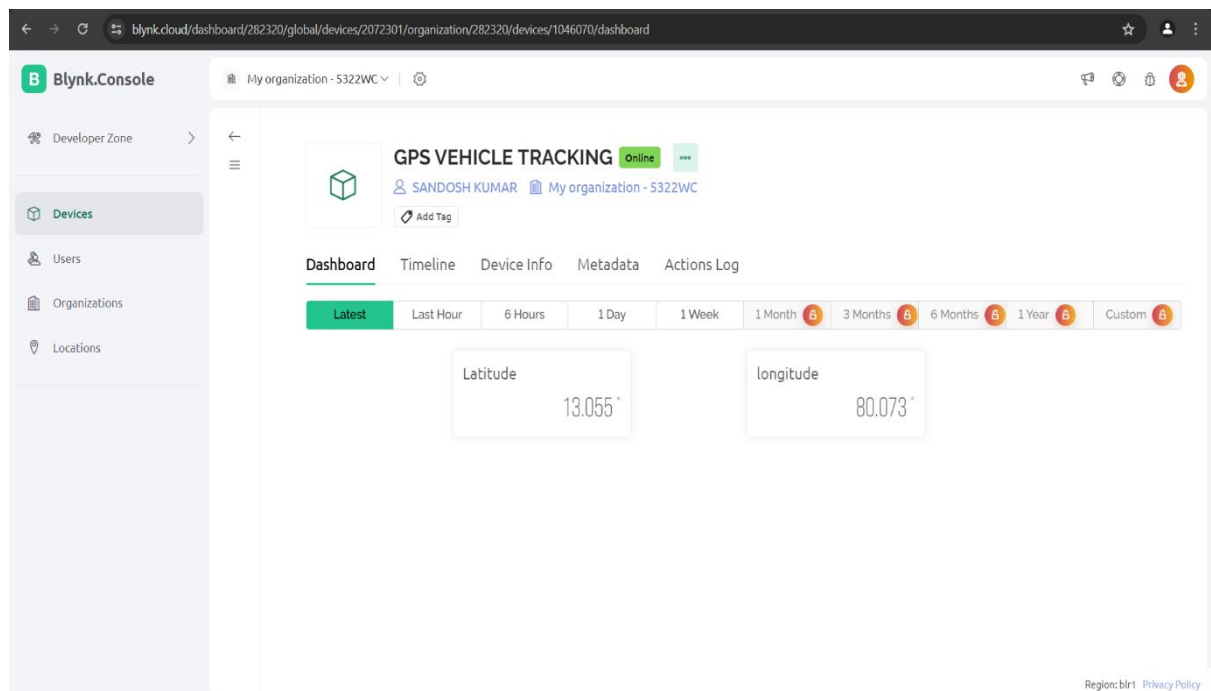 blynk.cloud/dashboard/282320/global/devices/2072301/organization/282320/devices/1046070/dashboard
B Blynk.Console
My organization - 5322WC
Developer Zone
Devices
Users
Organizations
Locations
GPS VEHICLE TRACKING Online
SANDOSH KUMAR My organization - 5322WC
Add Tag
Dashboard Timeline Device Info Metadata Actions Log
Latest Last Hour 6 Hours 1 Day 1 Week 1 Month 3 Months 6 Months 1 Year Custom
Latitude longitude
13.055° 80.073°
Region: blr1 Privacy Policy